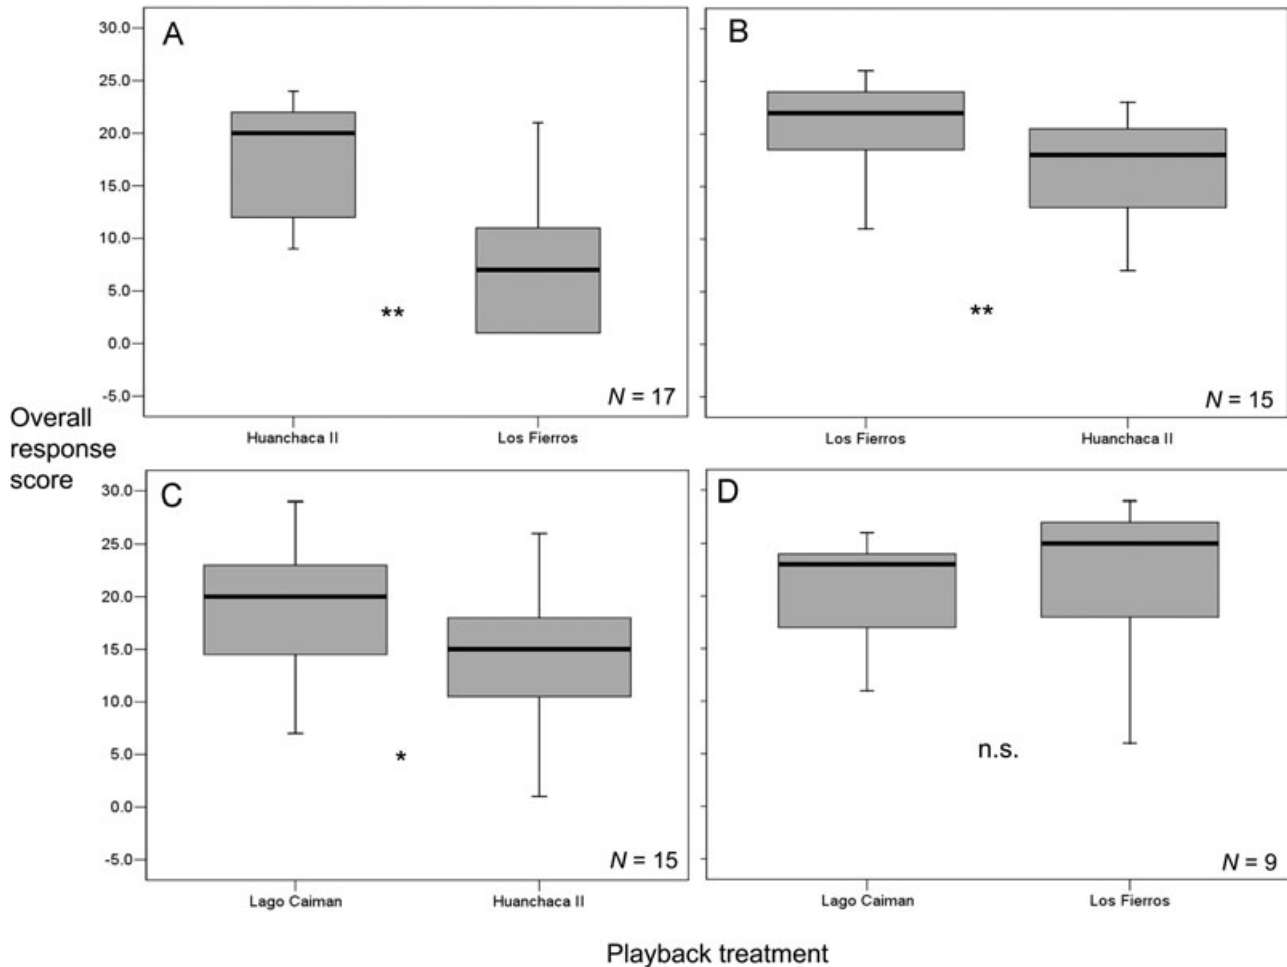 A
30.0
25.0
20.0
15.0
10.0
5.0
0.0
-5.0
**
N = 17
Huanchaca II Los Fierros
B
**
N = 15
Los Fierros Huanchaca II
Overall
response
score
C
30.0
25.0
20.0
15.0
10.0
5.0
0.0
-5.0
*
N = 15
Lago Caiman Huanchaca II
D
n.s.
N = 9
Lago Caiman Los Fierros
Playback treatment